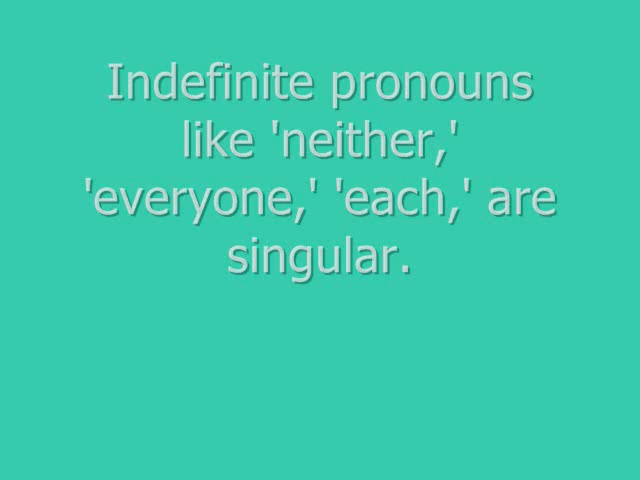 Indefinite pronouns
like 'neither,'
'everyone,' 'each,' are
singular.